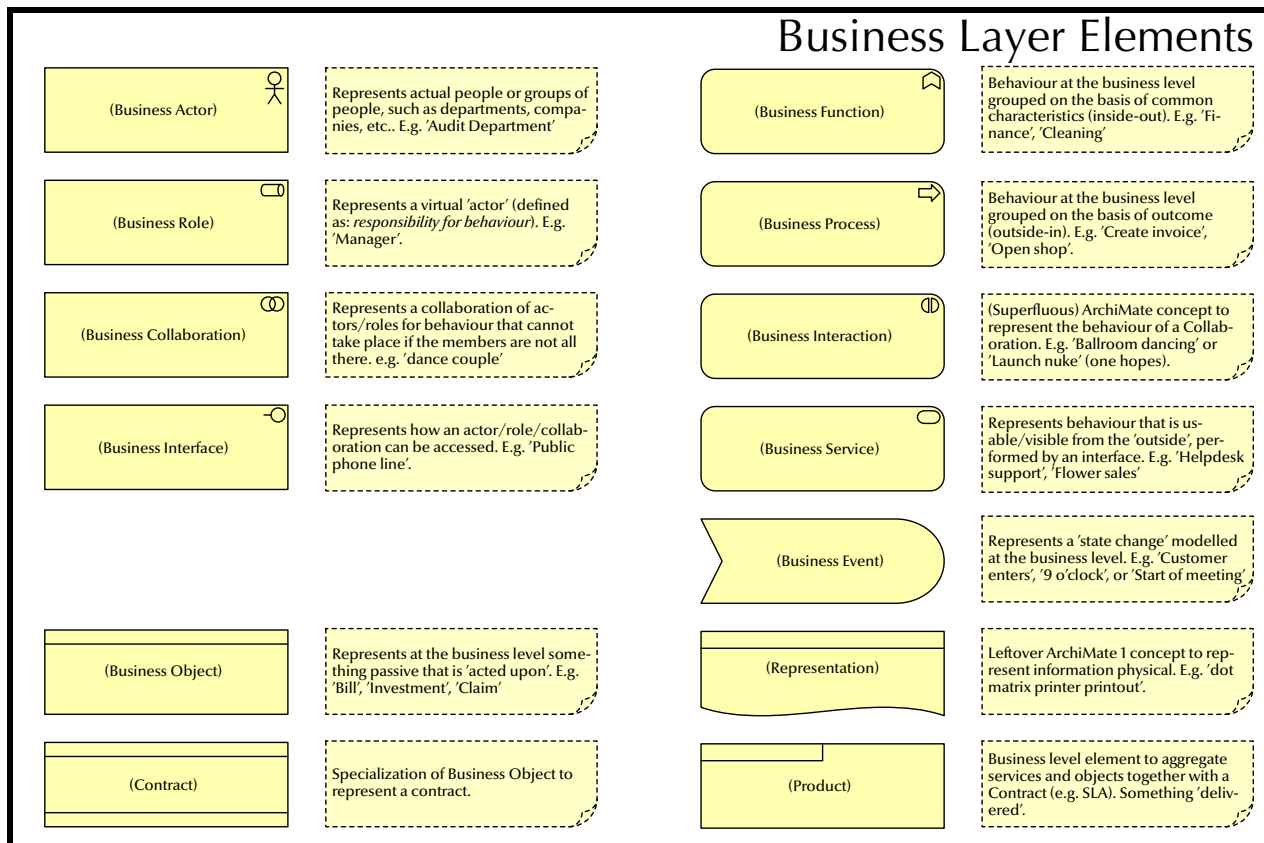 Business Layer Elements
(Business Actor)
Represents actual people or groups of
people, such as departments, compa-
nies, etc.. E.g. 'Audit Department'
(Business Function)
Behaviour at the business level
grouped on the basis of common
characteristics (inside-out). E.g. 'Fi-
nance', 'Cleaning'
(Business Role)
Represents a virtual 'actor' (defined
as: responsibility for behaviour). E.g.
'Manager'.
(Business Process)
Behaviour at the business level
grouped on the basis of outcome
(outside-in). E.g. 'Create invoice',
'Open shop'.
(Business Collaboration)
Represents a collaboration of ac-
tors/roles for behaviour that cannot
take place if the members are not all
there. e.g. 'dance couple'
(Business Interaction)
(Superfluous) ArchiMate concept to
represent the behaviour of a Collab-
oration. E.g. 'Ballroom dancing' or
'Launch nuke' (one hopes).
(Business Interface)
Represents how an actor/role/collab-
oration can be accessed. E.g. 'Public
phone line'.
(Business Service)
Represents behaviour that is us-
able/visible from the 'outside', per-
formed by an interface. E.g. 'Helpdesk
support', 'Flower sales'
(Business Event)
Represents a 'state change' modelled
at the business level. E.g. 'Customer
enters', '9 o'clock', or 'Start of meeting'
(Business Object)
Represents at the business level some-
thing passive that is 'acted upon'. E.g.
'Bill', 'Investment', 'Claim'
(Representation)
Leftover ArchiMate 1 concept to rep-
resent information physical. E.g. 'dot
matrix printer printout'.
(Contract)
Specialization of Business Object to
represent a contract.
(Product)
Business level element to aggregate
services and objects together with a
Contract (e.g. SLA). Something 'deliv-
ered'.